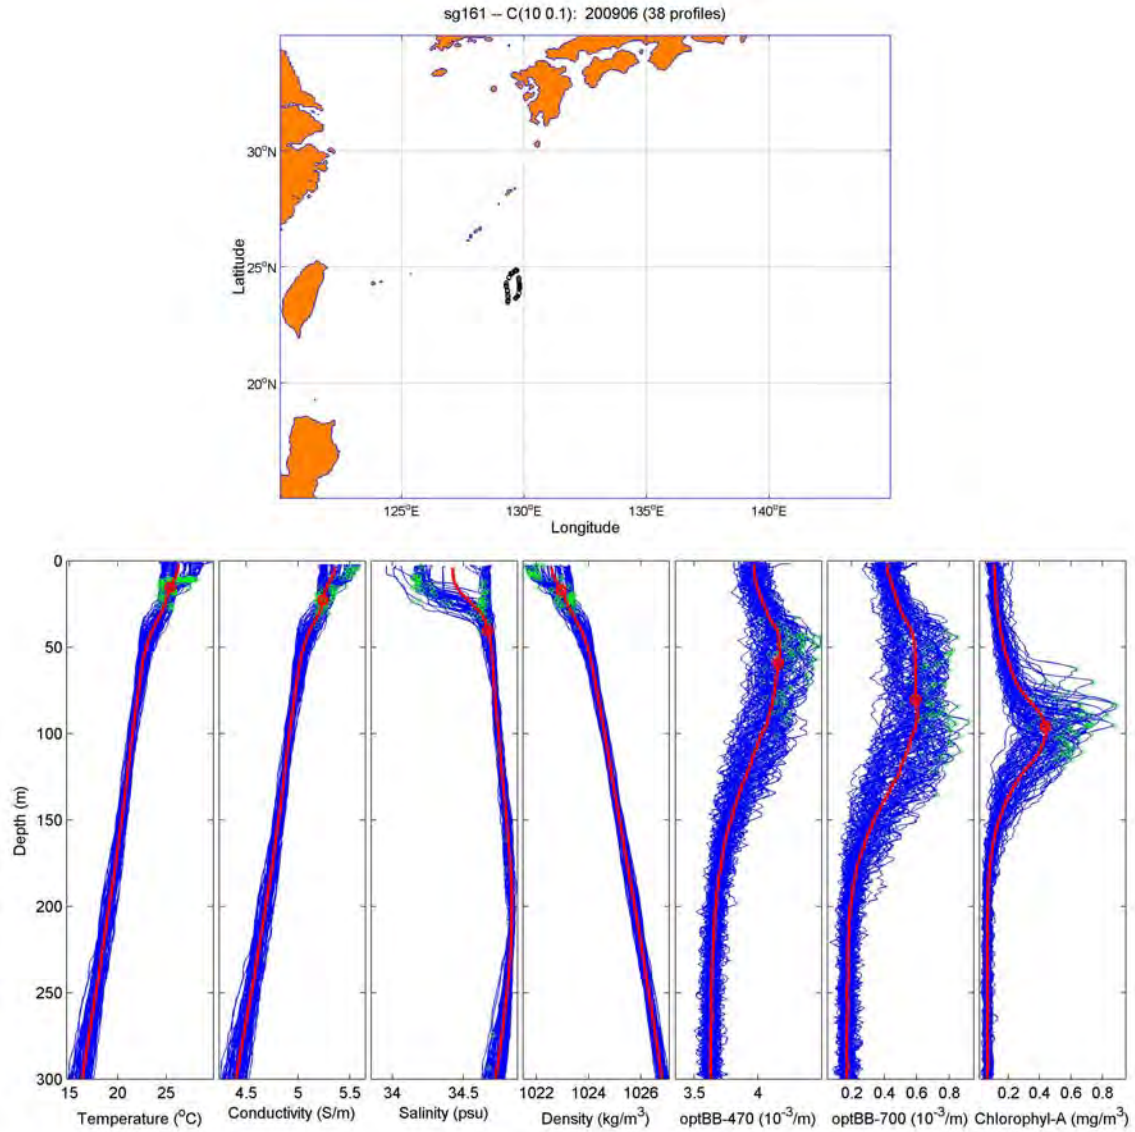 sg161 -- C(10 0.1):  200906 (38 profiles)
30°N
25°N
20°N
Latitude
125°E 130°E 135°E 140°E
Longitude
0
50
100
150
200
250
300
Depth (m)
15 20 25
4.5 5 5.5
34 34.5
1022 1024 1026
3.5 4
0.2 0.4 0.6 0.8
0.2 0.4 0.6 0.8
Temperature (°C)
Conductivity (S/m)
Salinity (psu)
Density (kg/m³)
optBB-470 (10⁻³/m)
optBB-700 (10⁻³/m)
Chlorophyl-A (mg/m³)